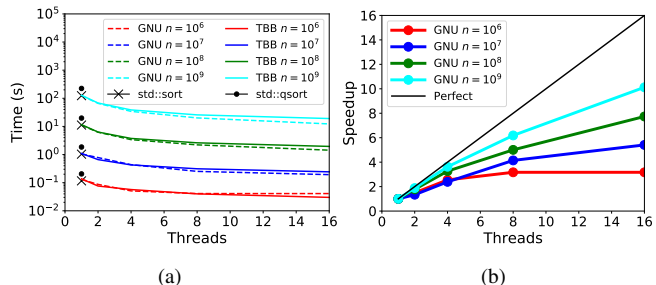 10^5
10^4
10^3
10^2
10^1
10^0
10^−1
10^−2
Time (s)
GNU n = 10^6
GNU n = 10^7
GNU n = 10^8
GNU n = 10^9
std::sort
TBB n = 10^6
TBB n = 10^7
TBB n = 10^8
TBB n = 10^9
std::qsort
0 2 4 6 8 10 12 14 16
Threads
(a)
16
14
12
10
8
6
4
2
0
Speedup
GNU n = 10^6
GNU n = 10^7
GNU n = 10^8
GNU n = 10^9
Perfect
0 2 4 6 8 10 12 14 16
Threads
(b)